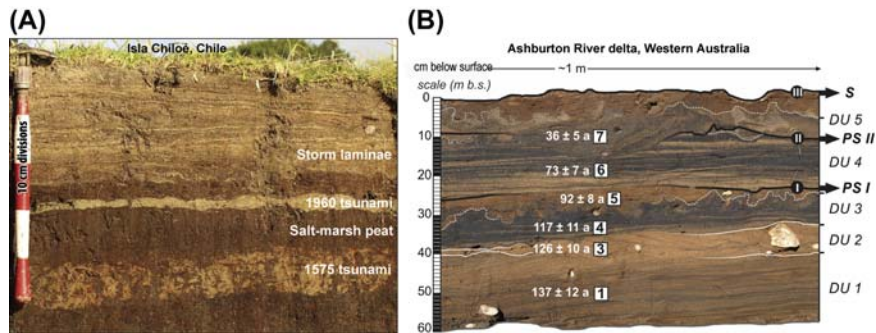 (A)
Isla Chiloé, Chile
10 cm divisions
Storm laminae
1960 tsunami
Salt-marsh peat
1575 tsunami
(B)
Ashburton River delta, Western Australia
cm below surface
~1 m
scale (m b.s.)
0
10
20
30
40
50
60
36 ± 5 a 7
73 ± 7 a 6
92 ± 8 a 5
117 ± 11 a 4
126 ± 10 a 3
137 ± 12 a 1
III
S
DU 5
II
PS II
DU 4
I
PS I
DU 3
DU 2
DU 1